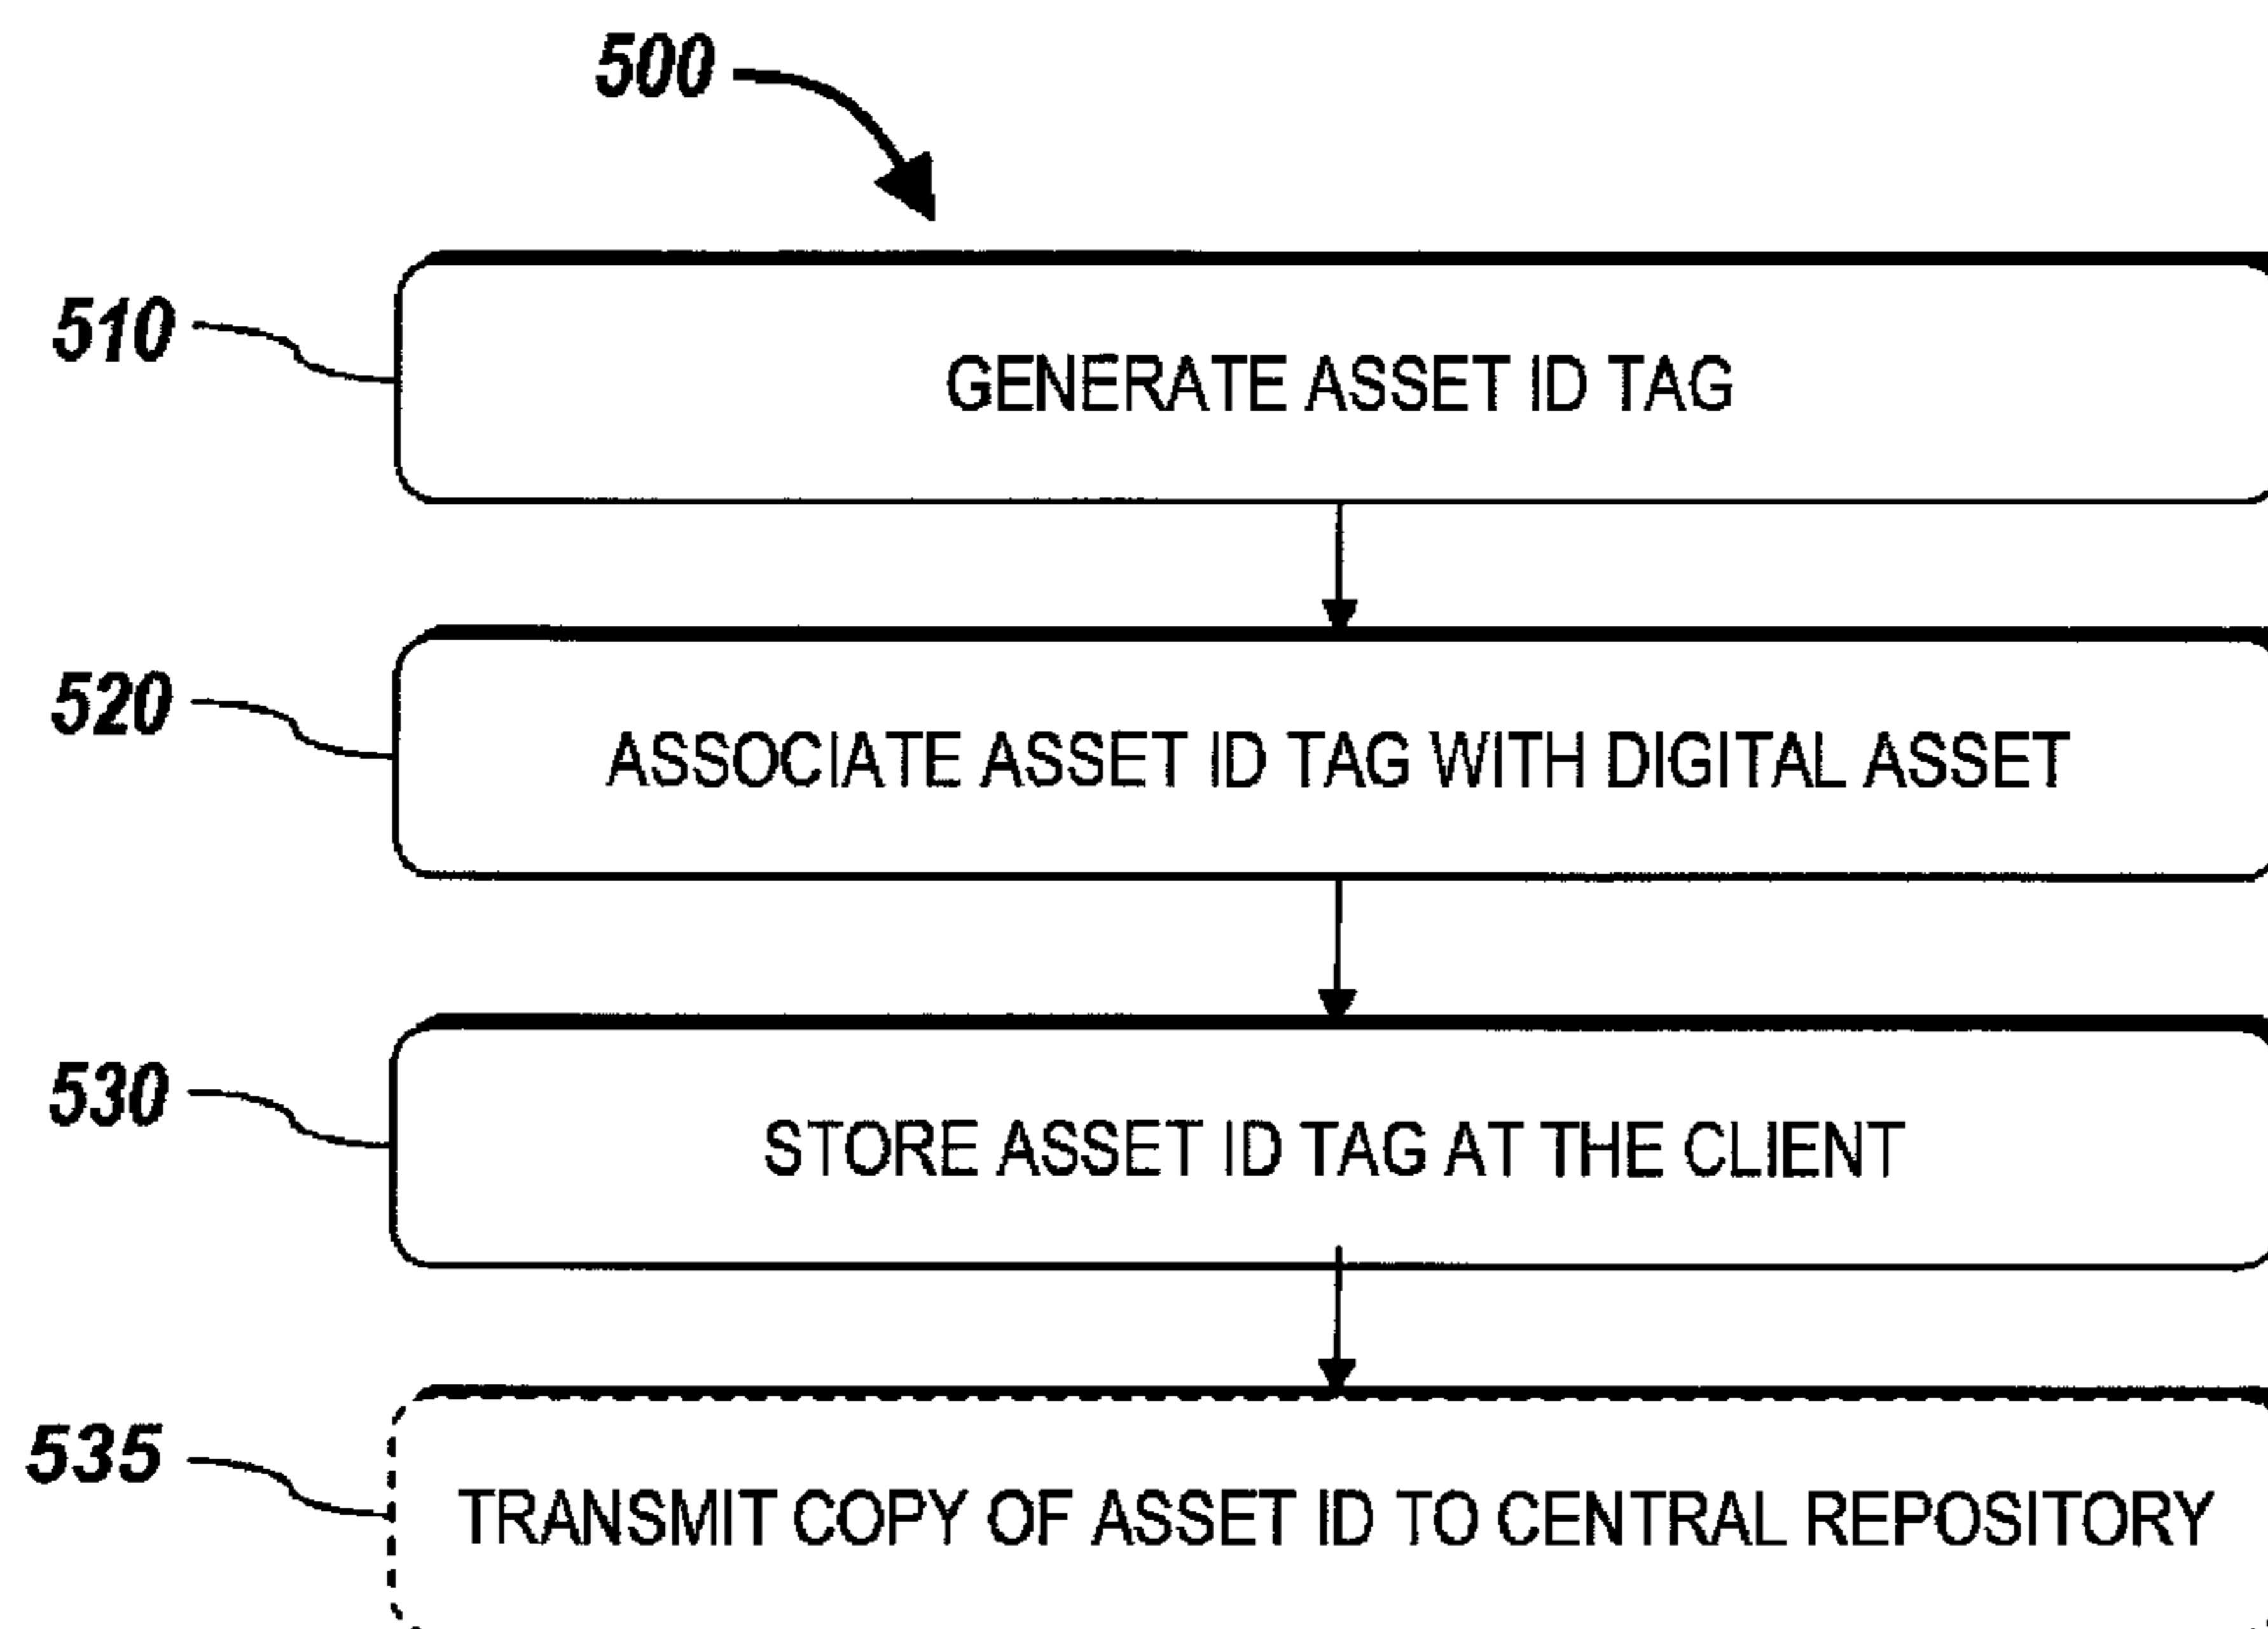 500
510
GENERATE ASSET ID TAG
520
ASSOCIATE ASSET ID TAG WITH DIGITAL ASSET
530
STORE ASSET ID TAG AT THE CLIENT
535
TRANSMIT COPY OF ASSET ID TO CENTRAL REPOSITORY